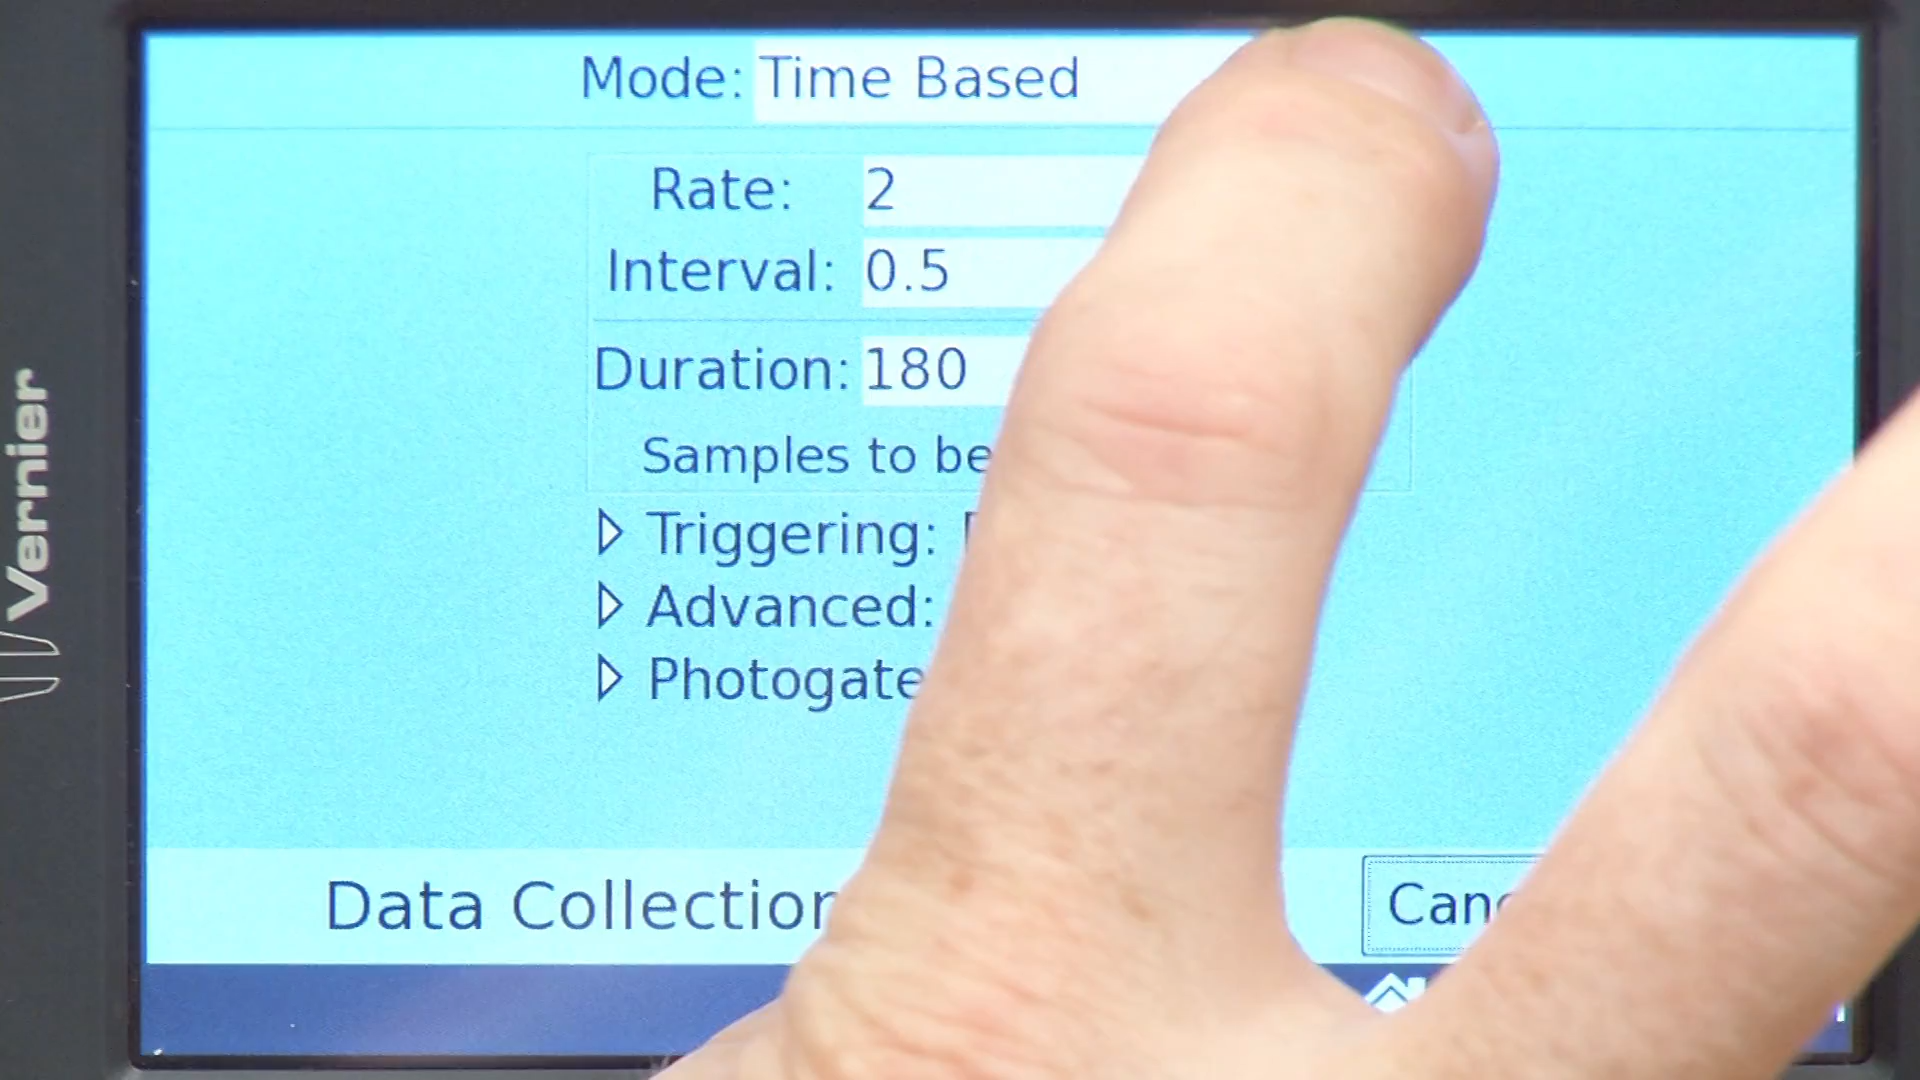 Mode: Time Based
Rate: 2
Interval: 0.5
Duration: 180
Samples to be
Triggering:
Advanced:
Photogate
Data Collection
Vernier